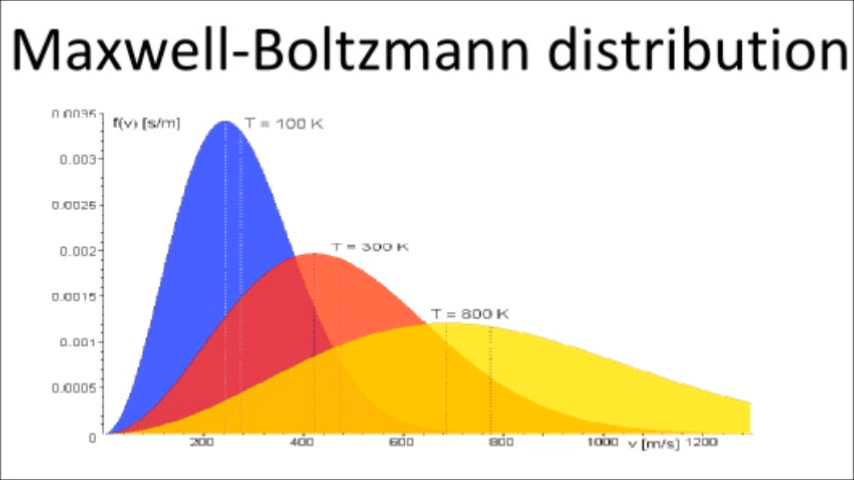 Maxwell-Boltzmann distribution
0.0035
f(v) [s/m]
T = 100 K
0.003
0.0025
0.002
T = 300 K
0.0015
T = 800 K
0.001
0.0005
0
200
400
600
800
1000
v [m/s]
1200